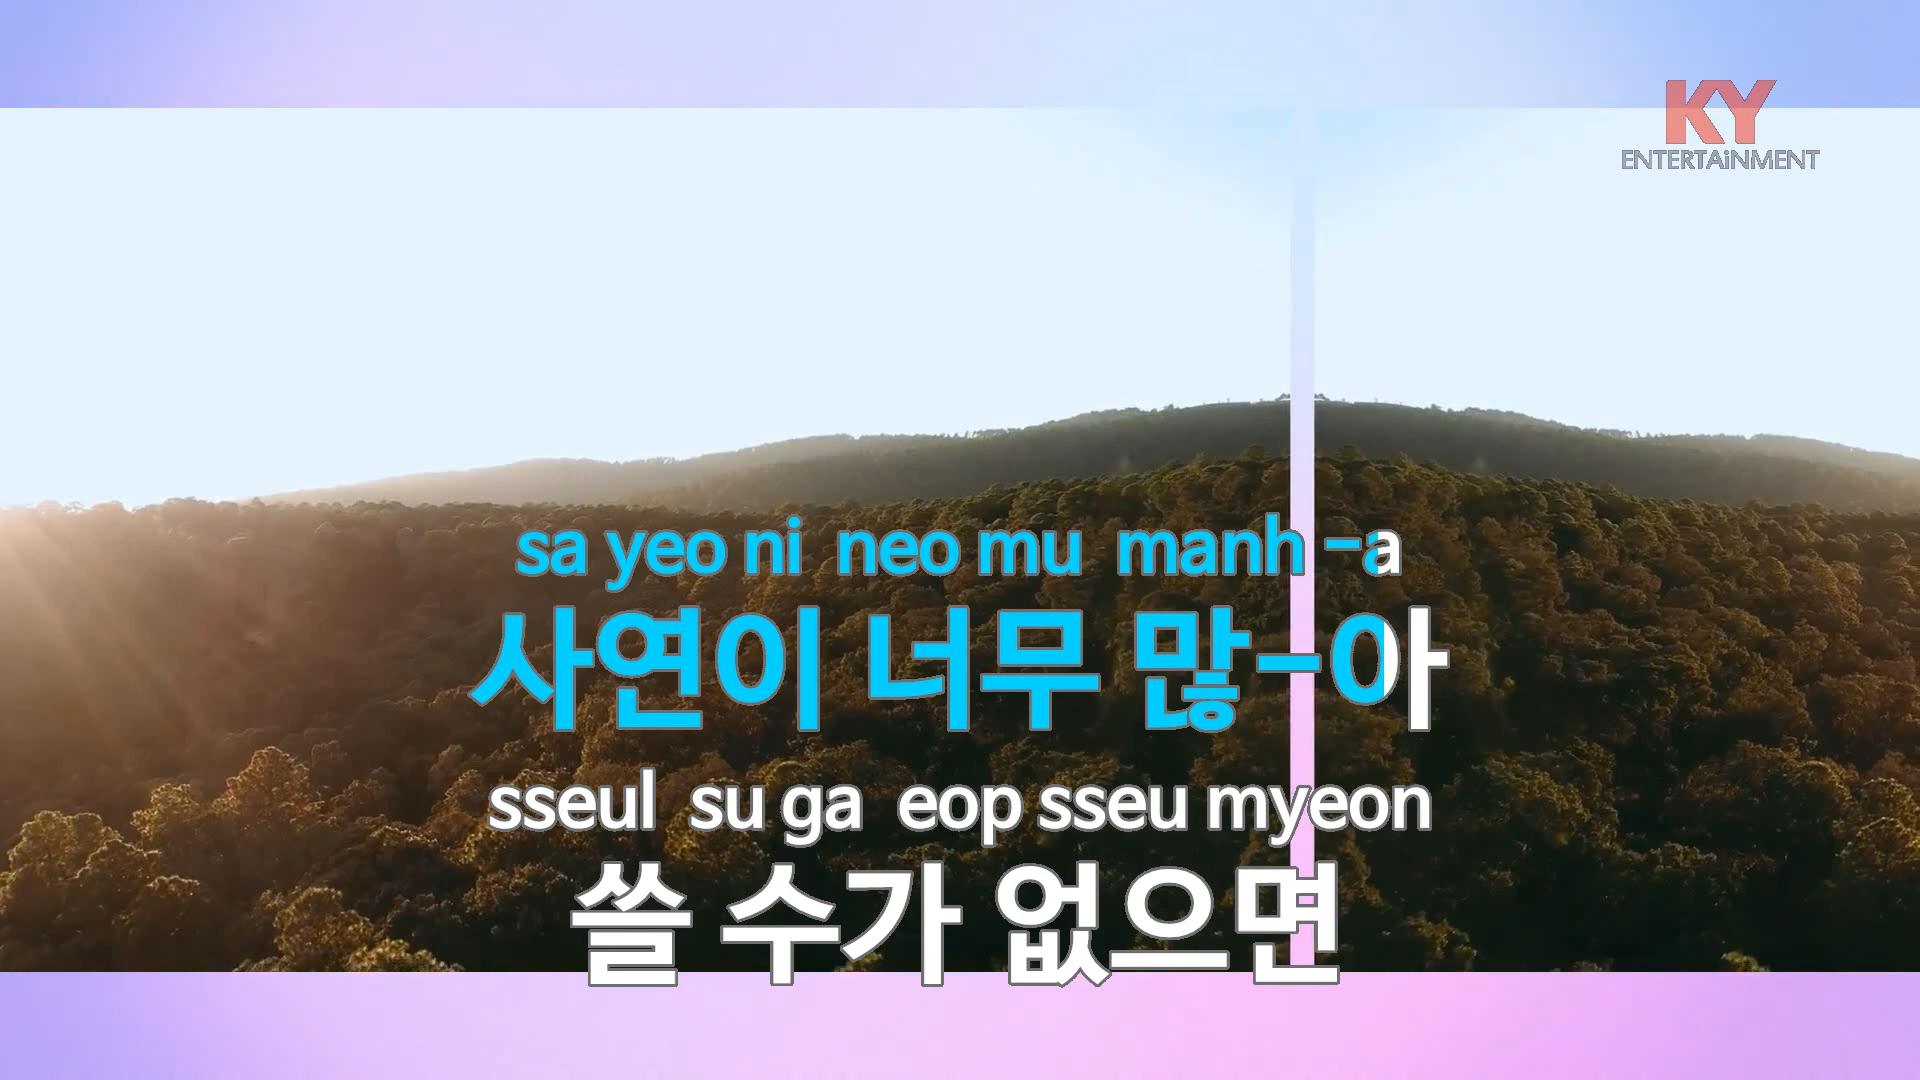 KY
ENTERTAiNMENT
sa yeo ni neo mu manh -a
사연이 너무 많-아
sseul su ga eop sseu myeon
쓸 수가 없으면